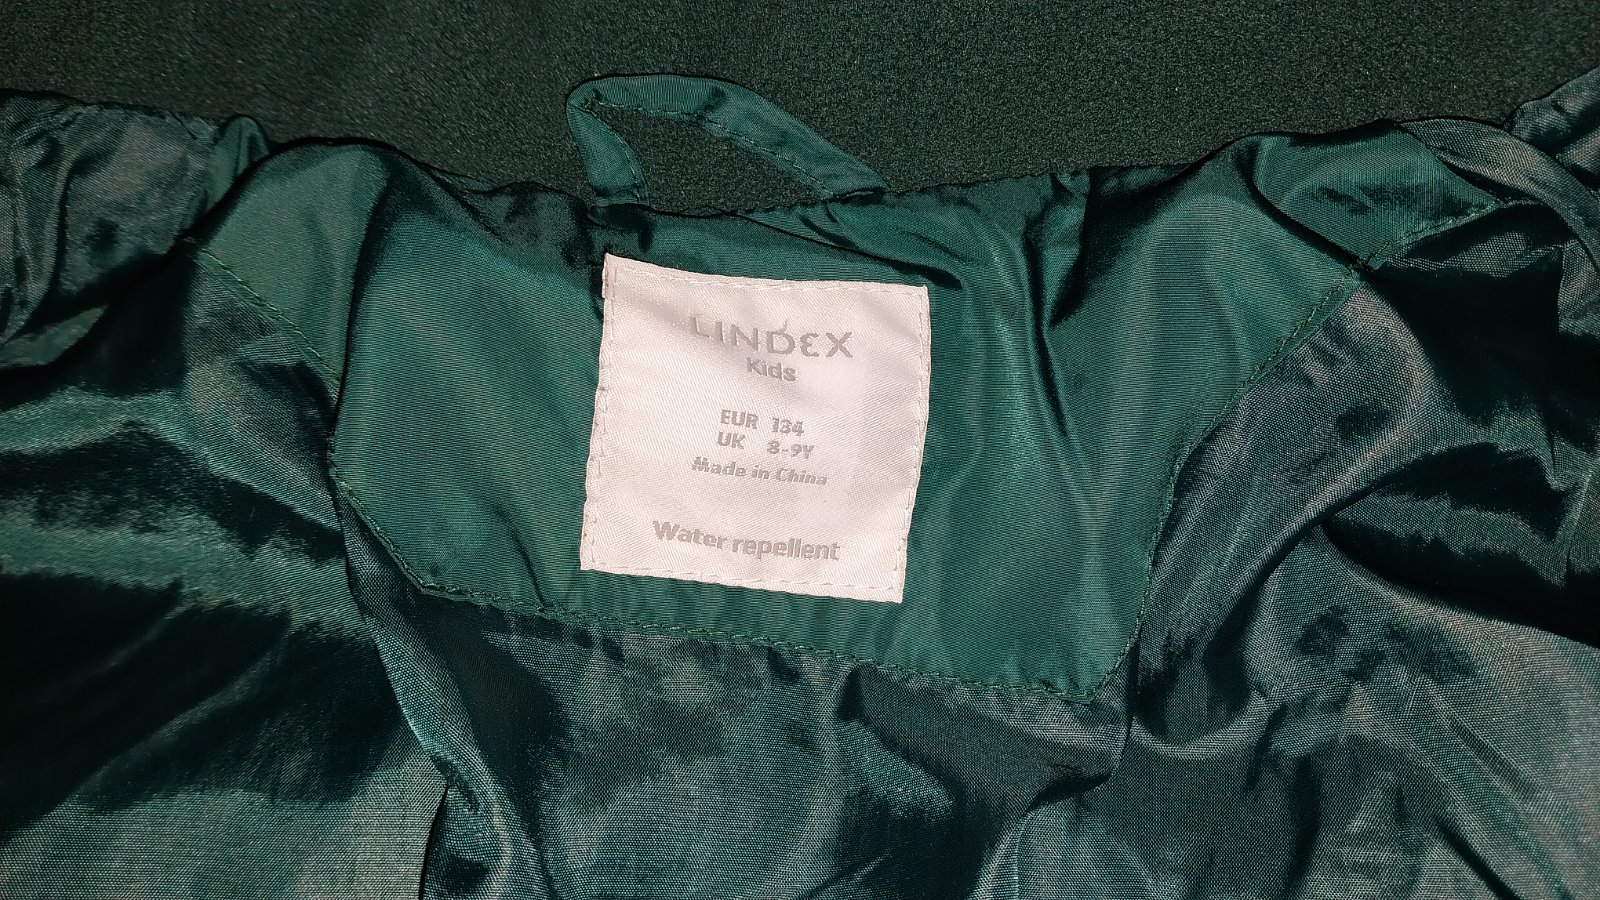 LINDEX
Kids
EUR 134
UK 8-9Y
Made in China
Water repellent